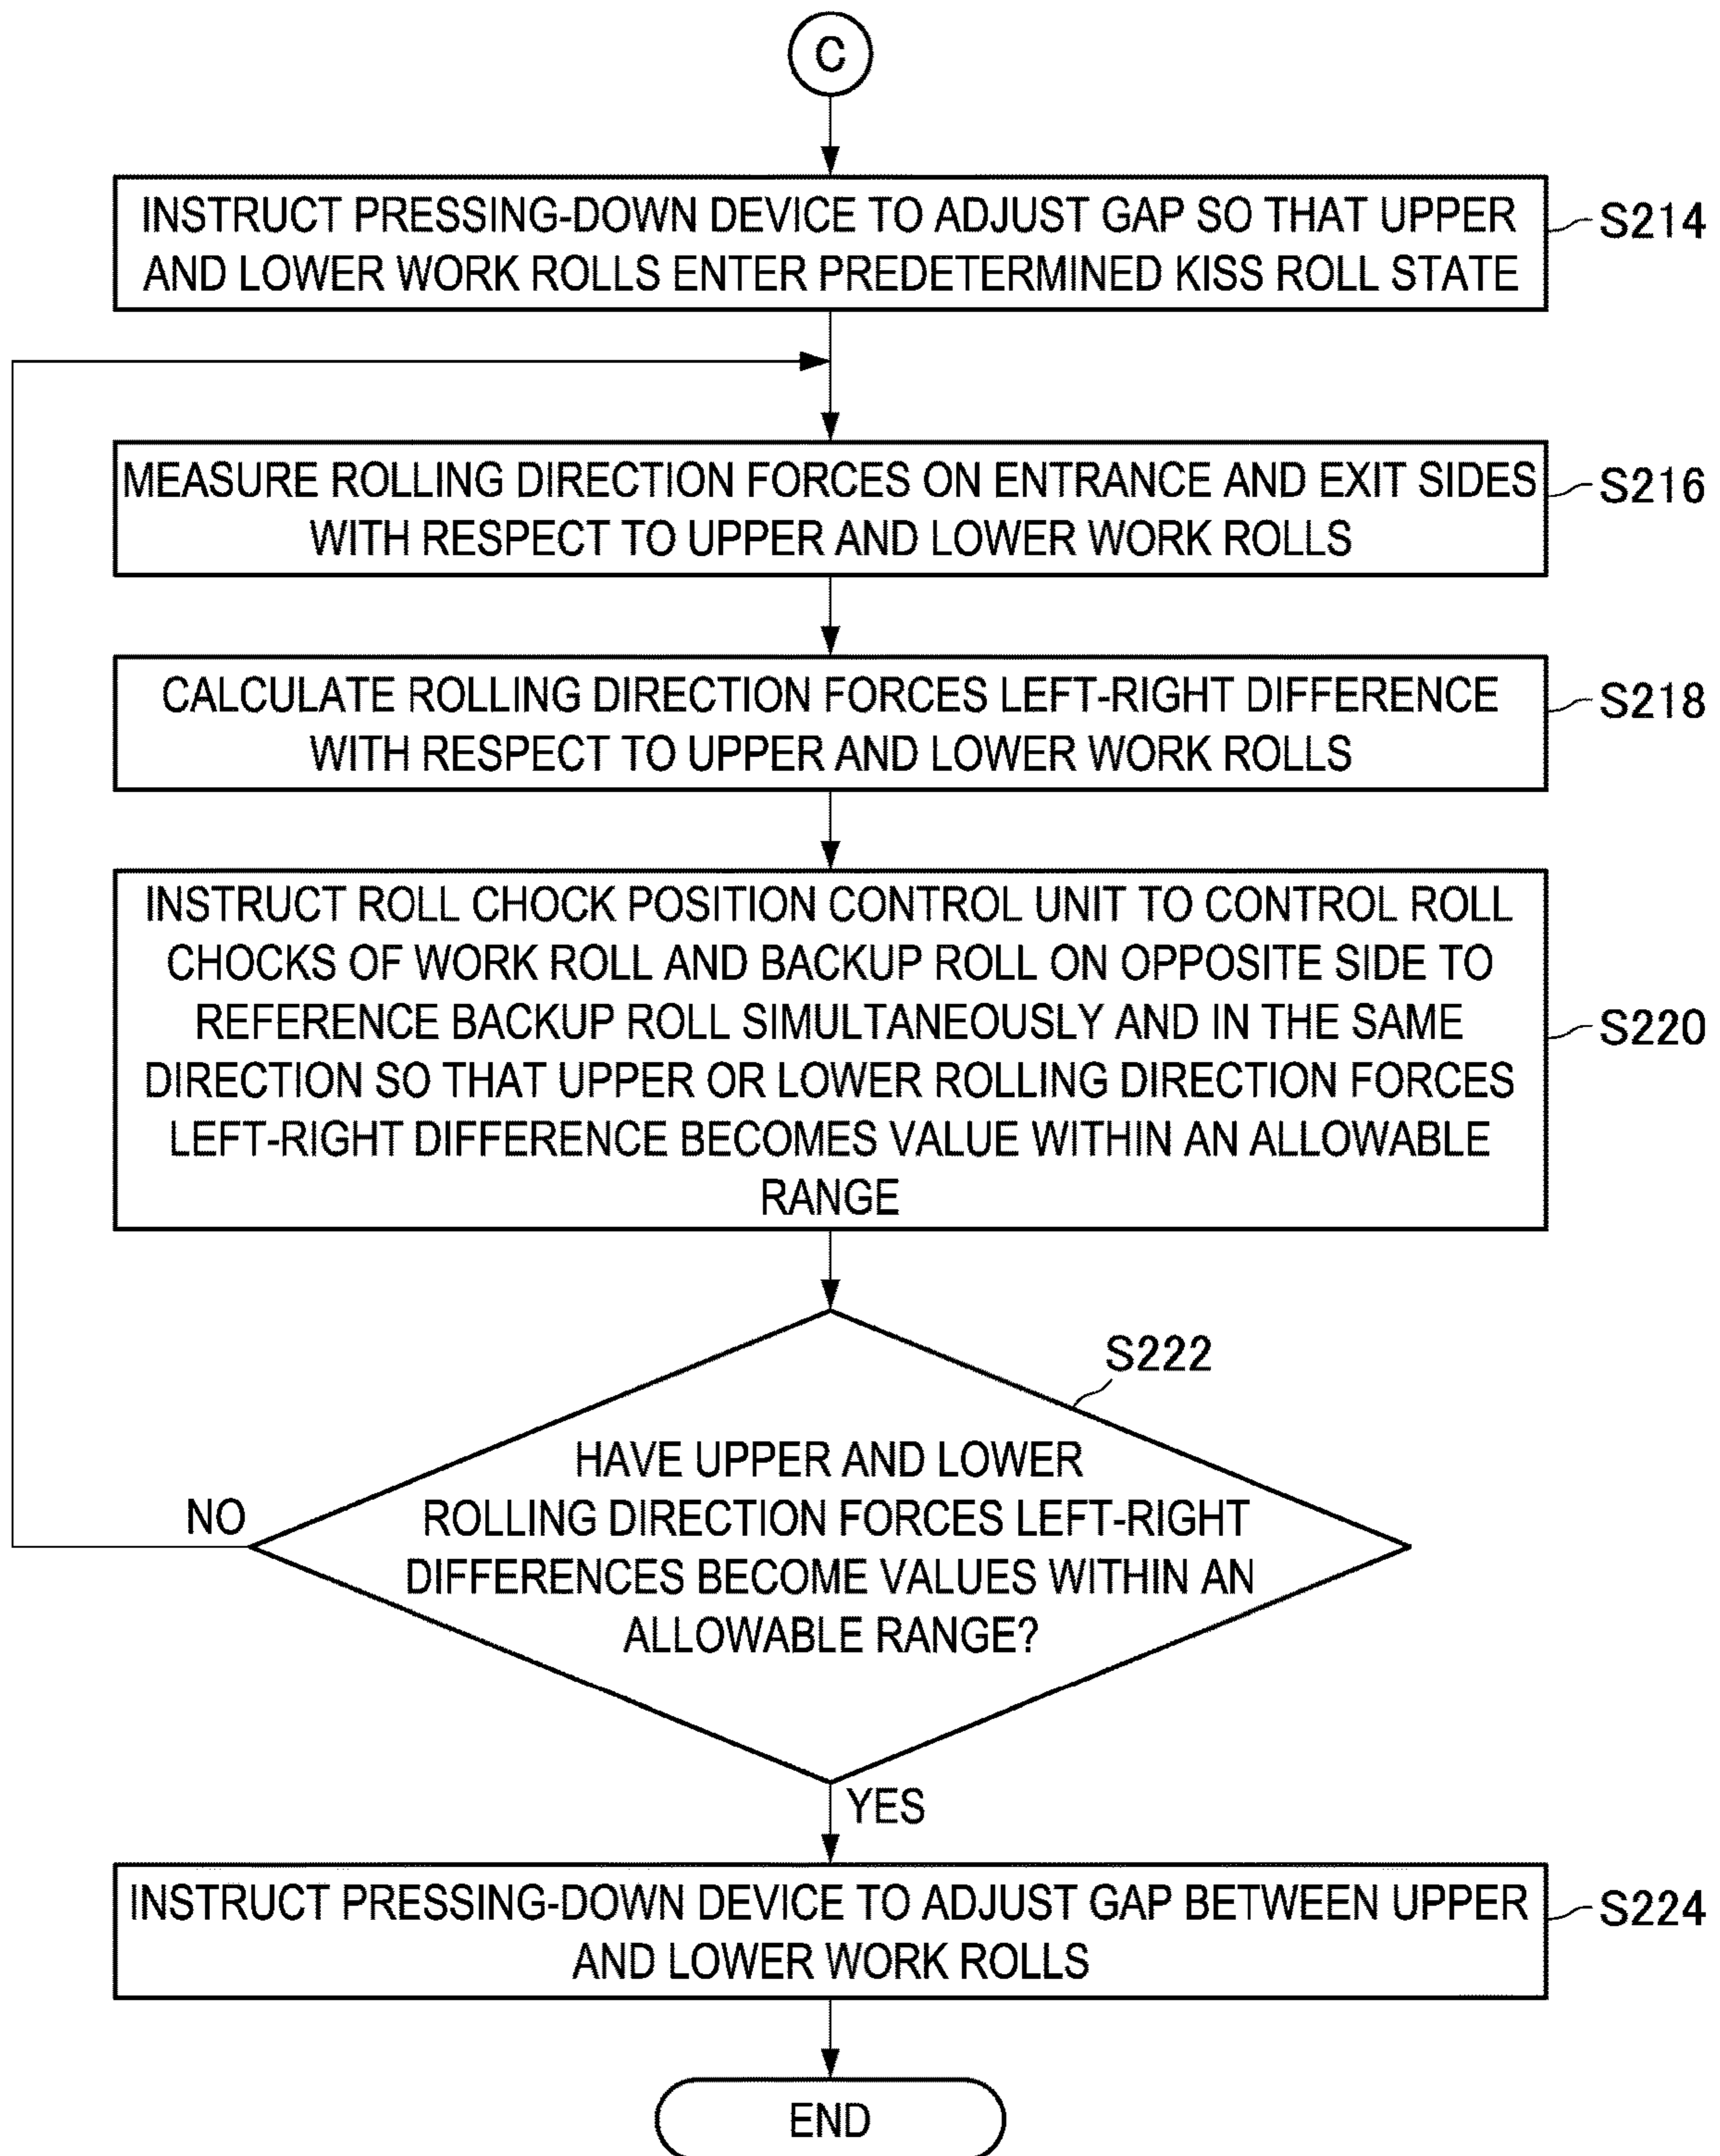 C
INSTRUCT PRESSING-DOWN DEVICE TO ADJUST GAP SO THAT UPPER
AND LOWER WORK ROLLS ENTER PREDETERMINED KISS ROLL STATE
S214
MEASURE ROLLING DIRECTION FORCES ON ENTRANCE AND EXIT SIDES
WITH RESPECT TO UPPER AND LOWER WORK ROLLS
S216
CALCULATE ROLLING DIRECTION FORCES LEFT-RIGHT DIFFERENCE
WITH RESPECT TO UPPER AND LOWER WORK ROLLS
S218
INSTRUCT ROLL CHOCK POSITION CONTROL UNIT TO CONTROL ROLL
CHOCKS OF WORK ROLL AND BACKUP ROLL ON OPPOSITE SIDE TO
REFERENCE BACKUP ROLL SIMULTANEOUSLY AND IN THE SAME
DIRECTION SO THAT UPPER OR LOWER ROLLING DIRECTION FORCES
LEFT-RIGHT DIFFERENCE BECOMES VALUE WITHIN AN ALLOWABLE
RANGE
S220
S222
HAVE UPPER AND LOWER
ROLLING DIRECTION FORCES LEFT-RIGHT
DIFFERENCES BECOME VALUES WITHIN AN
ALLOWABLE RANGE?
NO
YES
INSTRUCT PRESSING-DOWN DEVICE TO ADJUST GAP BETWEEN UPPER
AND LOWER WORK ROLLS
S224
END